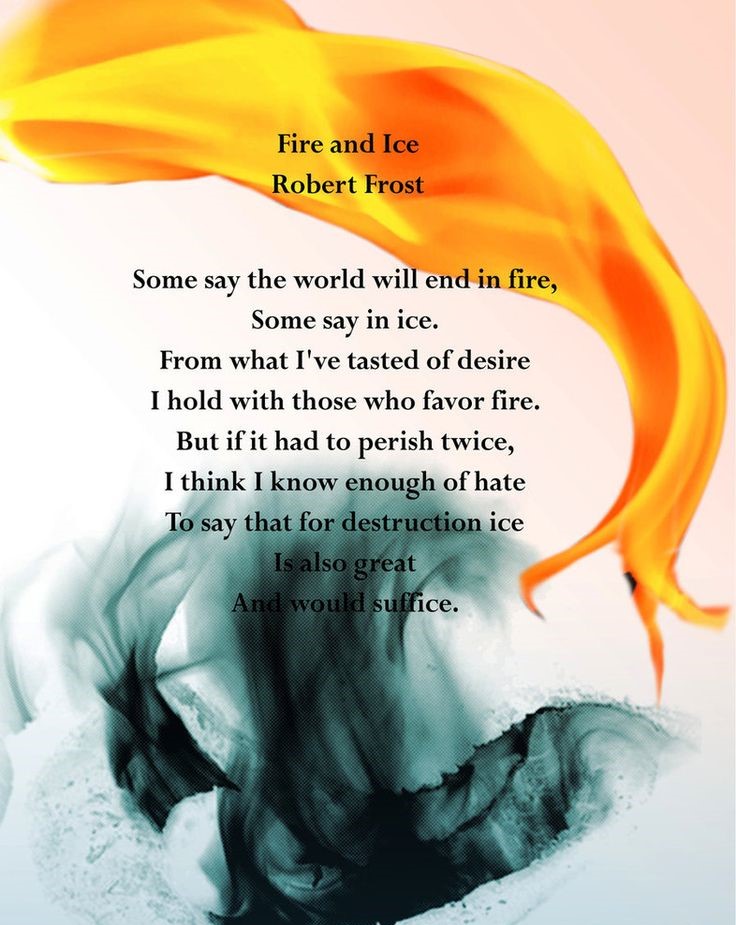 Fire and Ice
Robert Frost
Some say the world will end in fire,
Some say in ice.
From what I've tasted of desire
I hold with those who favor fire.
But if it had to perish twice,
I think I know enough of hate
To say that for destruction ice
Is also great
And would suffice.